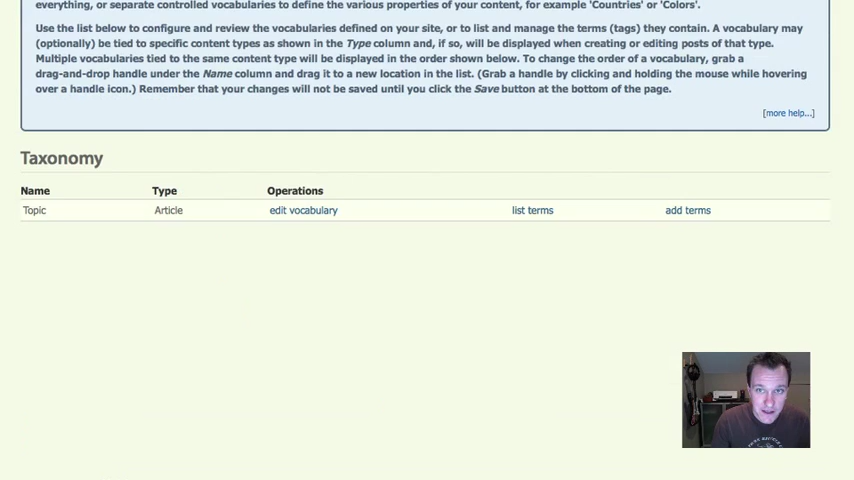 everything, or separate controlled vocabularies to define the various properties of your content, for example 'Countries' or 'Colors'.
Use the list below to configure and review the vocabularies defined on your site, or to list and manage the terms (tags) they contain. A vocabulary may
(optionally) be tied to specific content types as shown in the Type column and, if so, will be displayed when creating or editing posts of that type.
Multiple vocabularies tied to the same content type will be displayed in the order shown below. To change the order of a vocabulary, grab a
drag-and-drop handle under the Name column and drag it to a new location in the list. (Grab a handle by clicking and holding the mouse while hovering
over a handle icon.) Remember that your changes will not be saved until you click the Save button at the bottom of the page.
[more help...]
Taxonomy
Name Type Operations
Topic Article edit vocabulary list terms add terms